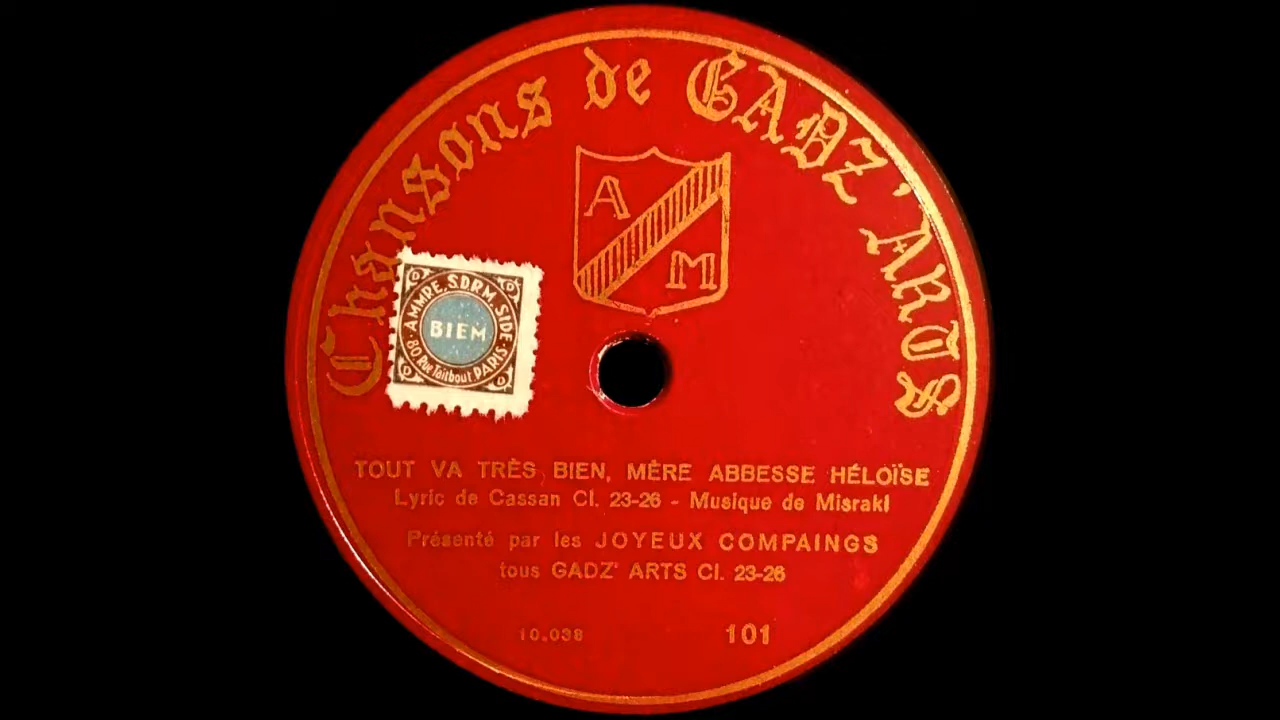 Chansons de GADZ'ARTS
A
M
AMMRE. S.D.R.M. SIDE
BIEM
80 Rue Taitbout PARIS
TOUT VA TRÈS BIEN, MÈRE ABBESSE HÉLOÏSE
Lyric de Cassan Cl. 23-26 - Musique de Misraki
Présenté par les JOYEUX COMPAINGS
tous GADZ' ARTS Cl. 23-26
10.038
101